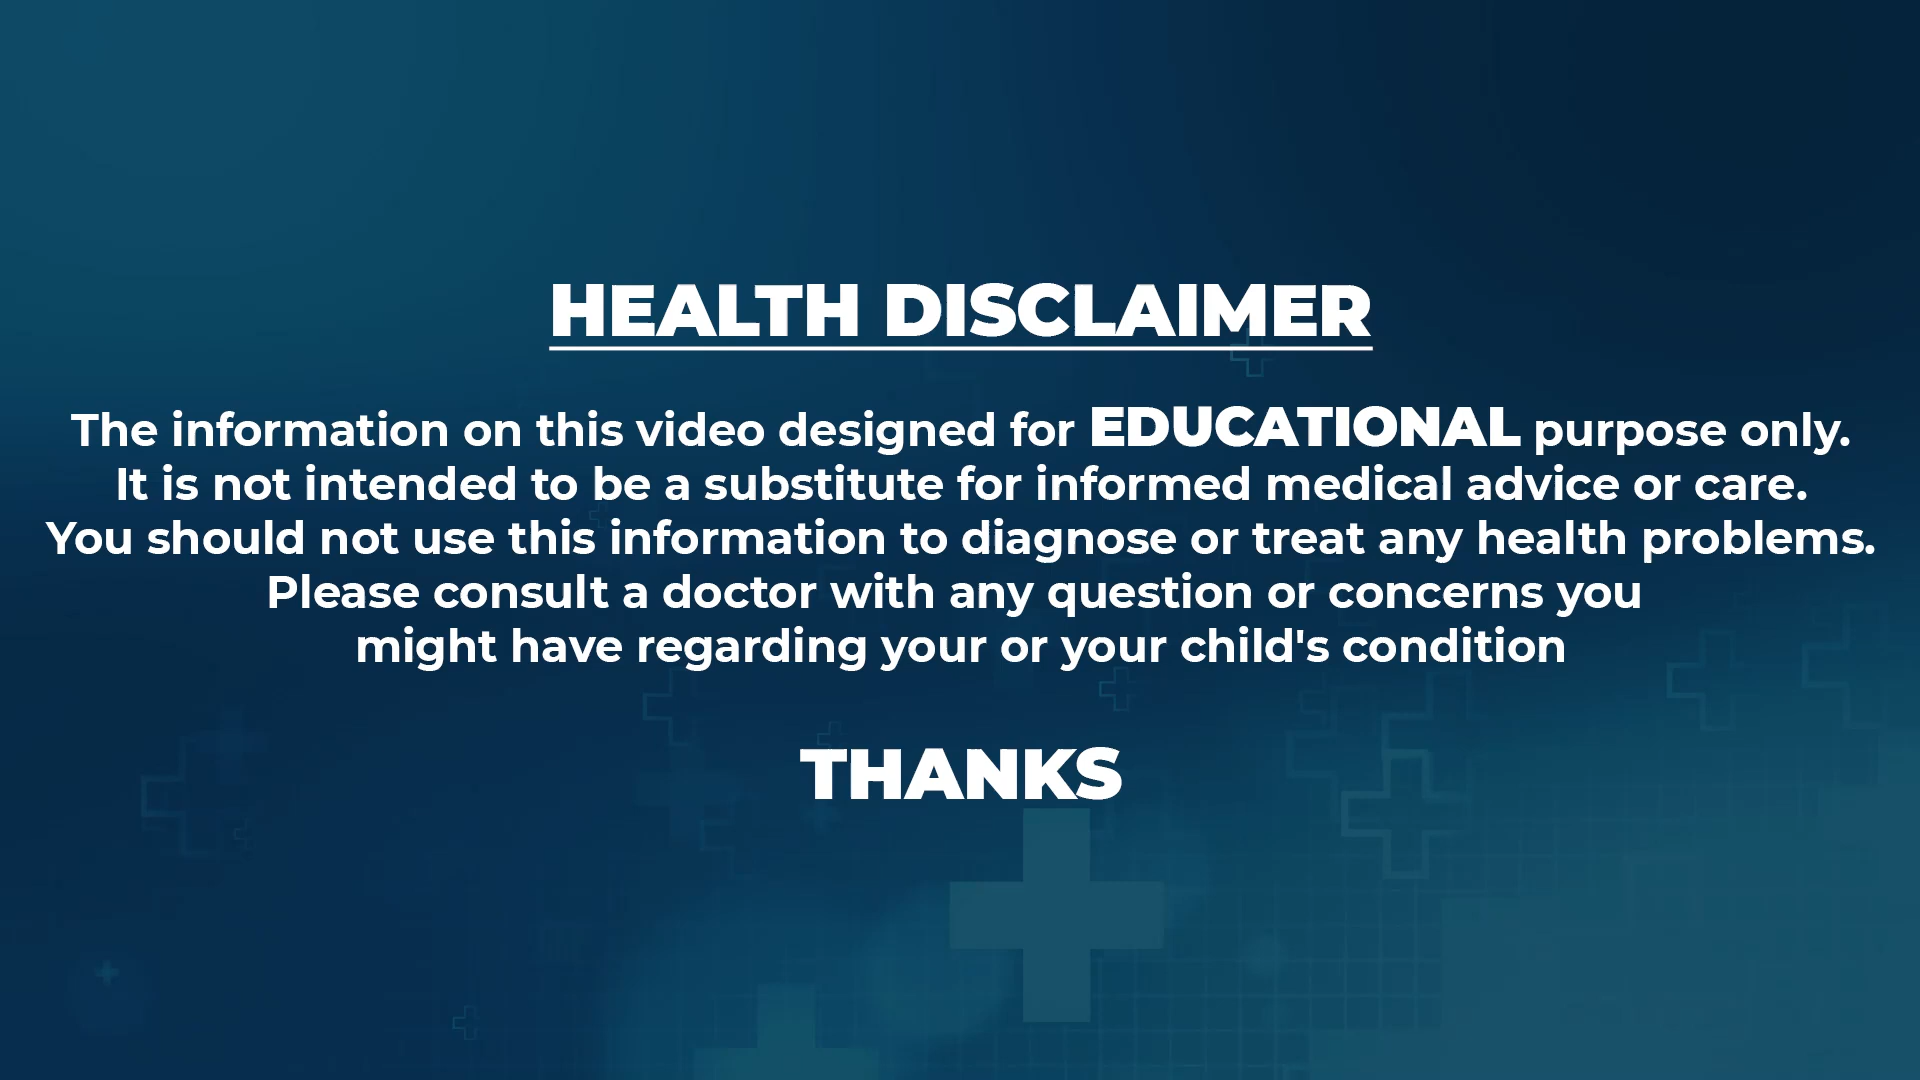 HEALTH DISCLAIMER
The information on this video designed for EDUCATIONAL purpose only.
It is not intended to be a substitute for informed medical advice or care.
You should not use this information to diagnose or treat any health problems.
Please consult a doctor with any question or concerns you
might have regarding your or your child's condition
THANKS